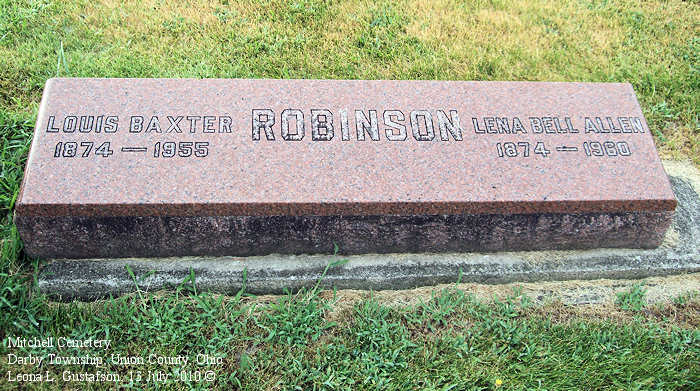 LOUIS BAXTER ROBINSON LENA BELL ALLEN
1874 — 1955 1874 — 1960
Mitchell Cemetery
Darby Township, Union County, Ohio
Leona L. Gustafson, 13 July 2010 ©